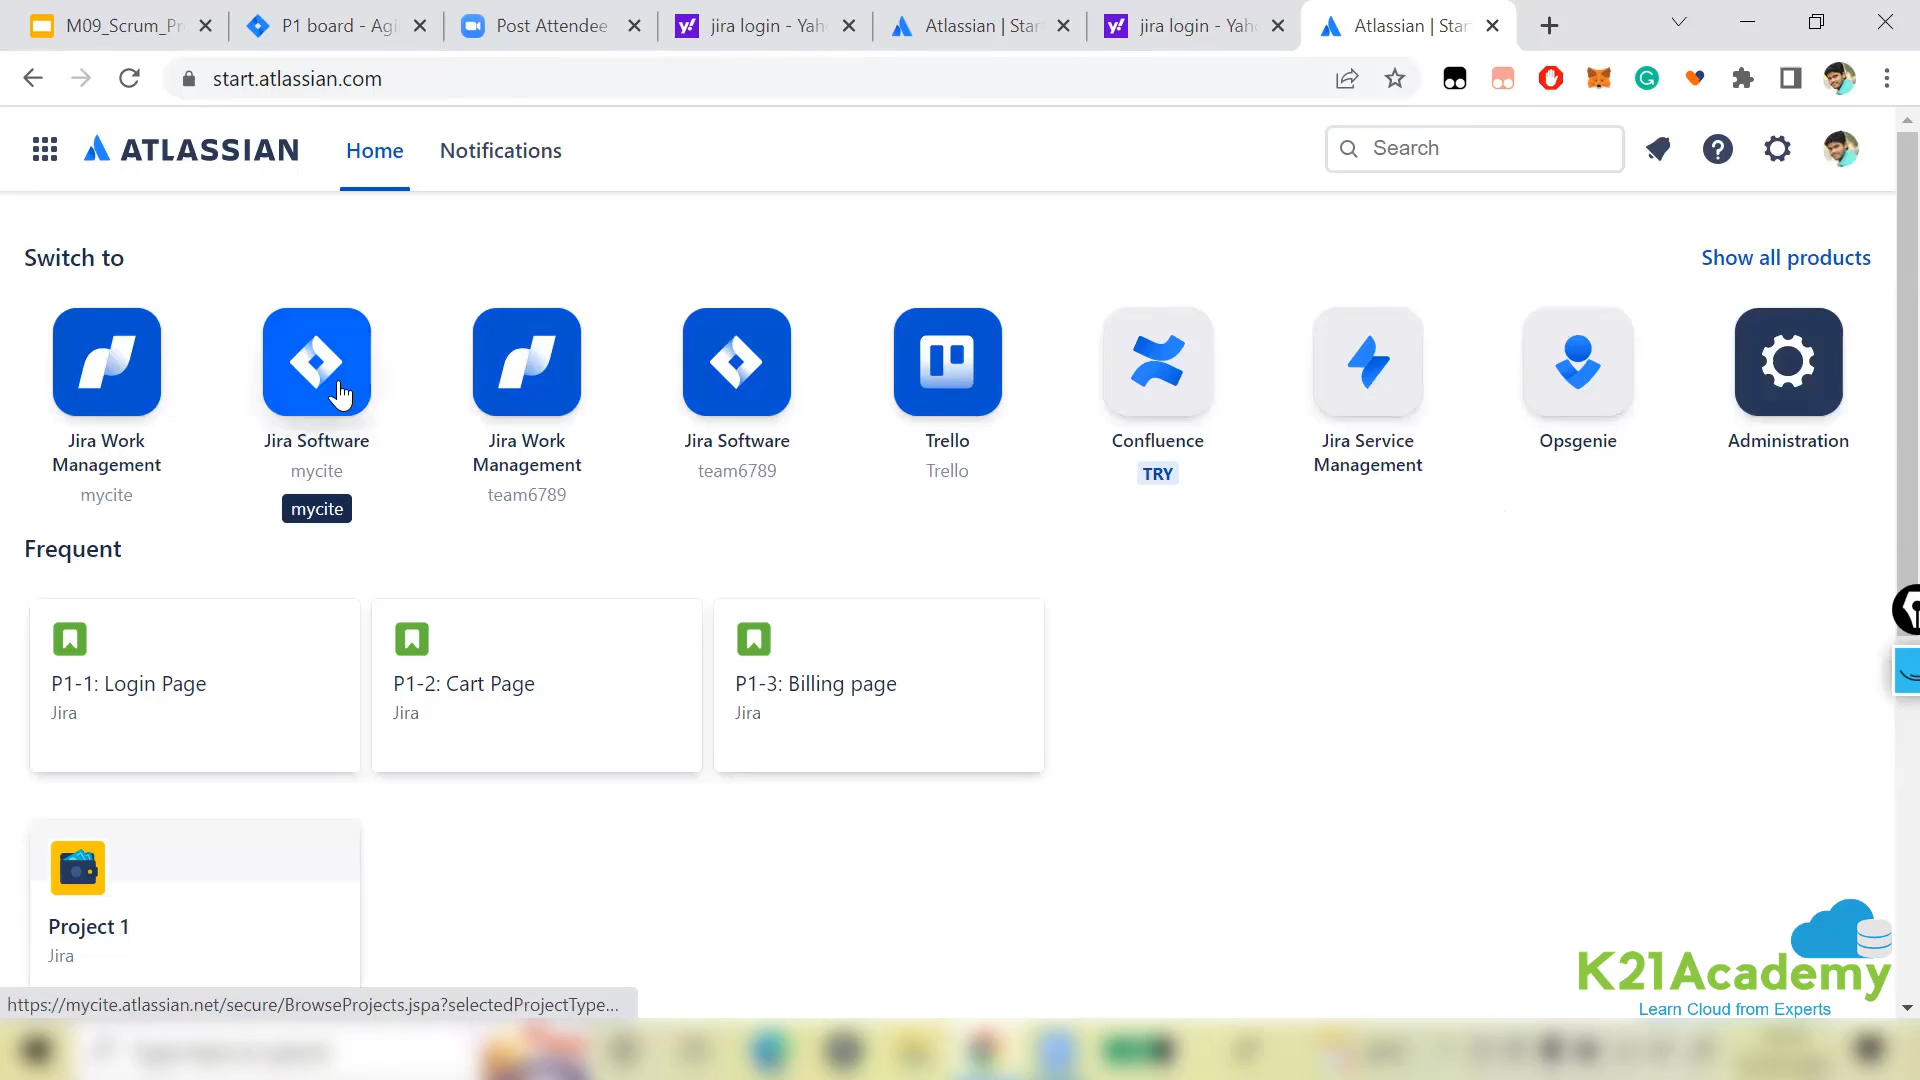 M09_Scrum_Pr
P1 board - Agi
Post Attendee
jira login - Yah
Atlassian | Star
jira login - Yah
Atlassian | Star
start.atlassian.com
ATLASSIAN
Home
Notifications
Search
Switch to
Show all products
Jira Work
Management
mycite
Jira Software
mycite
mycite
Jira Work
Management
team6789
Jira Software
team6789
Trello
Trello
Confluence
TRY
Jira Service
Management
Opsgenie
Administration
Frequent
P1-1: Login Page
Jira
P1-2: Cart Page
Jira
P1-3: Billing page
Jira
Project 1
Jira
K21Academy
Learn Cloud from Experts
https://mycite.atlassian.net/secure/BrowseProjects.jspa?selectedProjectType...